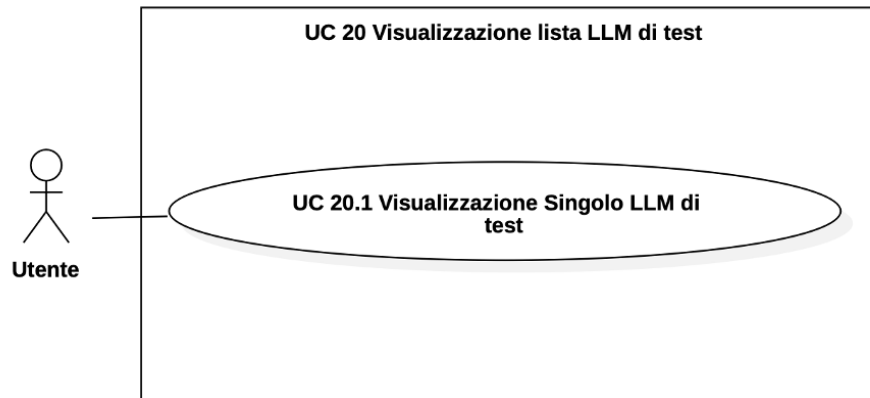 UC 20 Visualizzazione lista LLM di test
UC 20.1 Visualizzazione Singolo LLM di
test
Utente